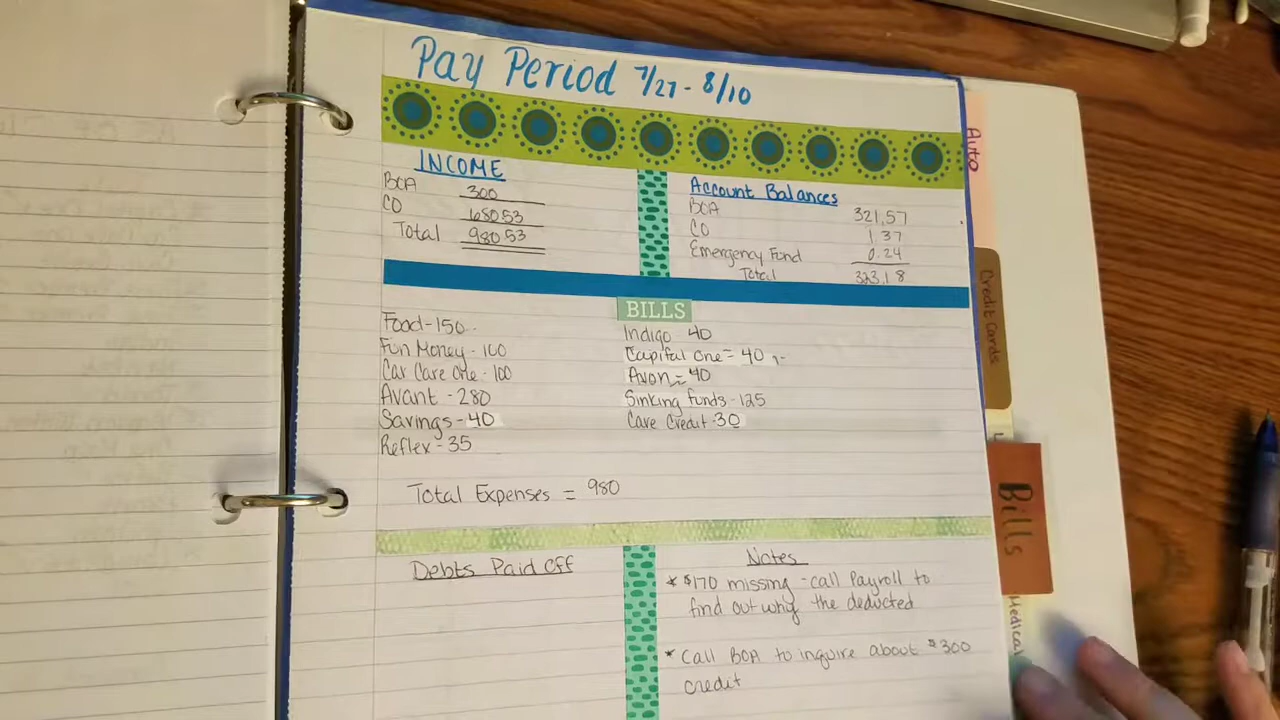 Pay Period 7/27 - 8/10
INCOME
BOA 300
CO 680.53
Total 980.53
Account Balances
BOA 321.57
CO 1.37
Emergency Fund 0.24
Total 323.18
BILLS
Food - 150
Fun Money - 100
Car Care One - 100
Avant - 280
Savings - 40
Reflex - 35
Indigo 40
Capital One = 40
Avon - 40
Sinking funds - 125
Care Credit - 30
Total Expenses = 980
Debts Paid Off
Notes
* $170 missing - call Payroll to
find out why the deducted
* Call BOA to inquire about $300
credit
Auto
Credit Cards
Bills
Medical